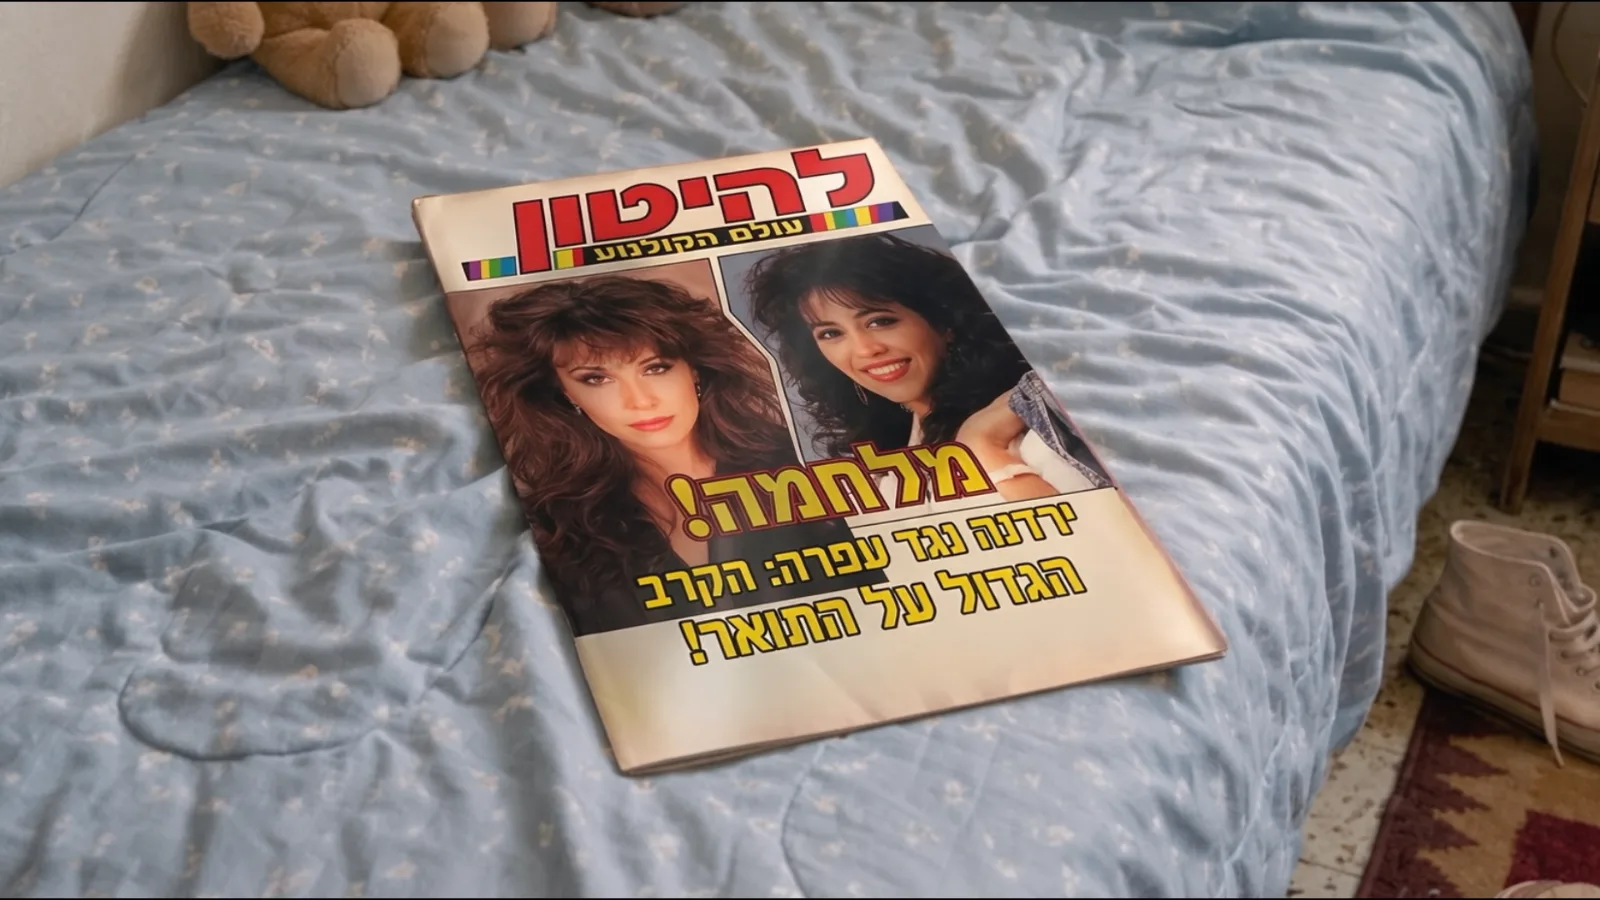 להיטון
עולם הקולנוע
מלחמה!
ירדנה נגד עפרה: הקרב
הגדול על התואר!